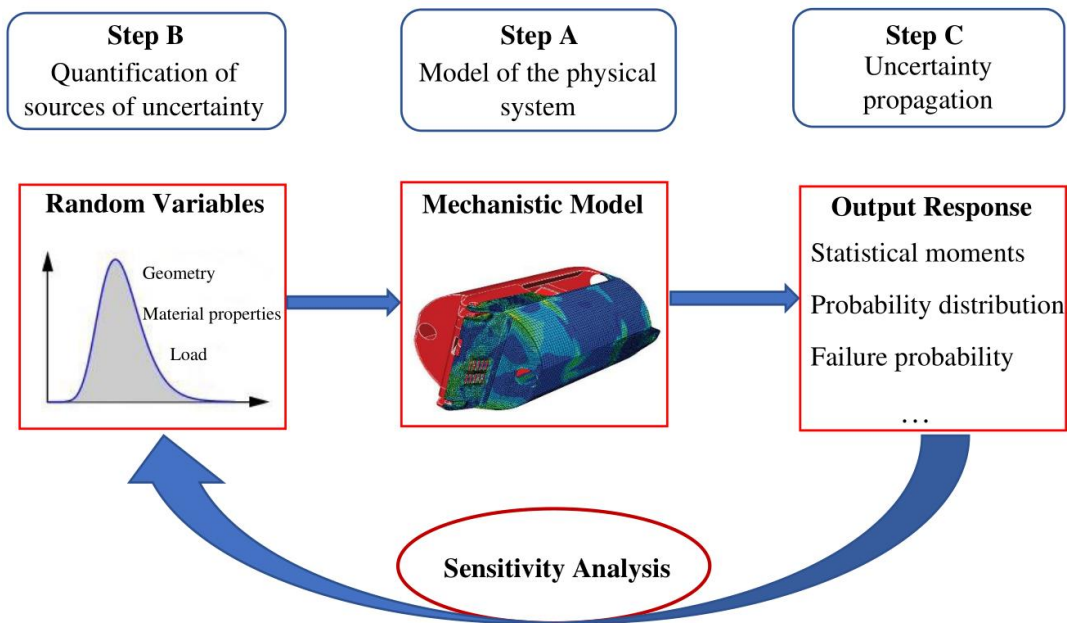 Step B
Quantification of
sources of uncertainty
Step A
Model of the physical
system
Step C
Uncertainty
propagation
Random Variables
Geometry
Material properties
Load
Mechanistic Model
Output Response
Statistical moments
Probability distribution
Failure probability
…
Sensitivity Analysis